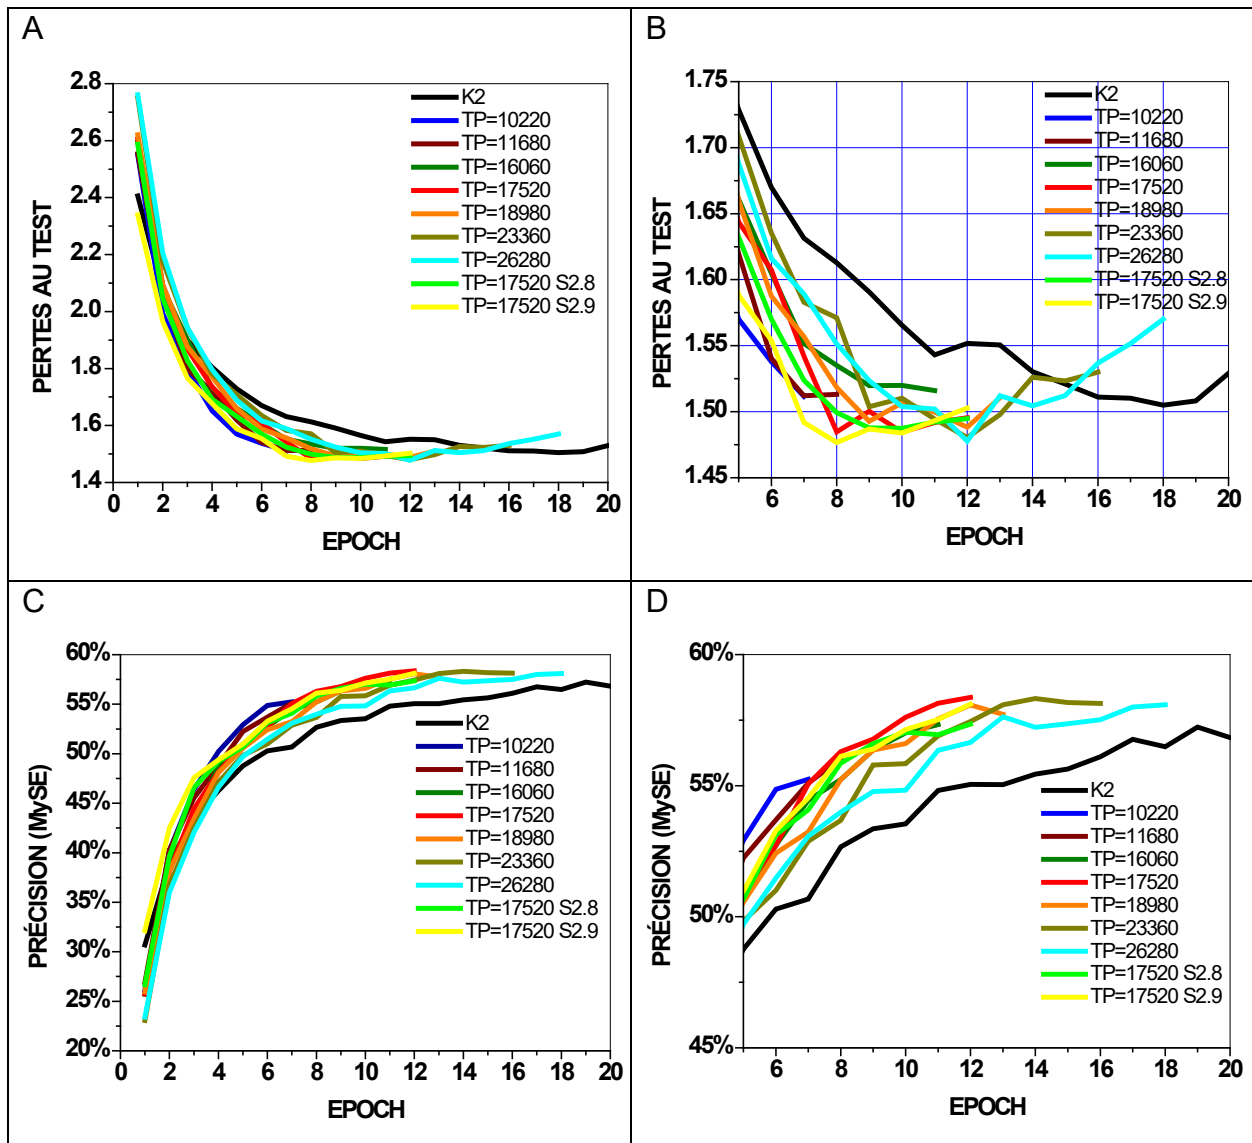 A
PERTES AU TEST
2.8
2.6
2.4
2.2
2.0
1.8
1.6
1.4
0 2 4 6 8 10 12 14 16 18 20
EPOCH
K2
TP=10220
TP=11680
TP=16060
TP=17520
TP=18980
TP=23360
TP=26280
TP=17520 S2.8
TP=17520 S2.9
B
PERTES AU TEST
1.75
1.70
1.65
1.60
1.55
1.50
1.45
6 8 10 12 14 16 18 20
EPOCH
K2
TP=10220
TP=11680
TP=16060
TP=17520
TP=18980
TP=23360
TP=26280
TP=17520 S2.8
TP=17520 S2.9
C
PRÉCISION (MySE)
60%
55%
50%
45%
40%
35%
30%
25%
20%
0 2 4 6 8 10 12 14 16 18 20
EPOCH
K2
TP=10220
TP=11680
TP=16060
TP=17520
TP=18980
TP=23360
TP=26280
TP=17520 S2.8
TP=17520 S2.9
D
PRÉCISION (MySE)
60%
55%
50%
45%
6 8 10 12 14 16 18 20
EPOCH
K2
TP=10220
TP=11680
TP=16060
TP=17520
TP=18980
TP=23360
TP=26280
TP=17520 S2.8
TP=17520 S2.9